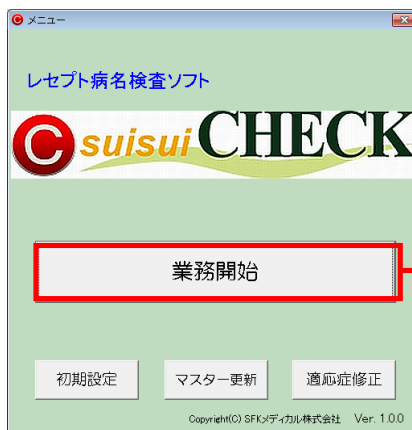 メニュー
レセプト病名検査ソフト
C suisui CHECK
業務開始
初期設定 マスター更新 適応症修正
Copyright(C) SFKメディカル株式会社 Ver. 1.0.0